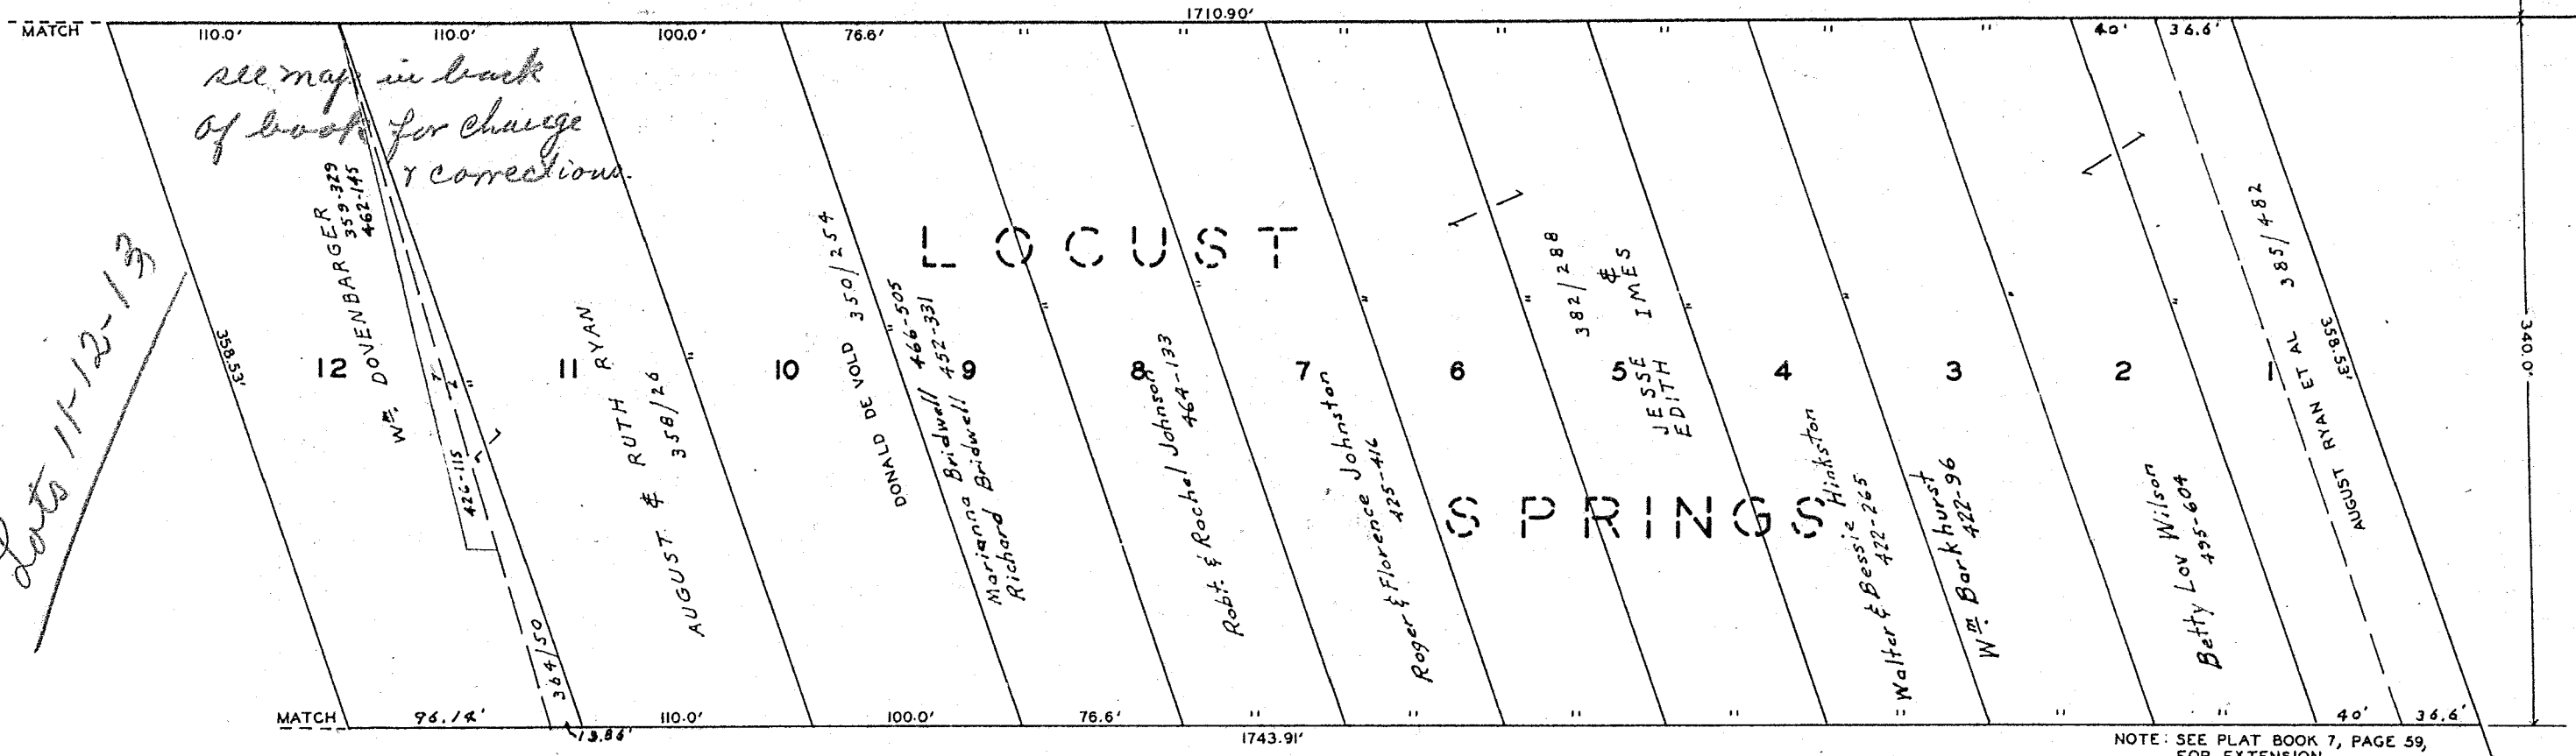 1710.90'
MATCH 110.0' 110.0' 100.0' 76.6' " " " " " " " 40' 36.6'
see map in back
of book for change
r corrections.
Lots 11-12-13
358.53'
12
Wm. DOVENBARGER
359-329
462-145
426-115
364/50
11
AUGUST & RUTH RYAN
358/26
10
DONALD DE VOLD 350/254
LOCUST
SPRINGS
9
Marianna Bridwell 466-505
Richard Bridwell 452-331
8
Robt. & Rachel Johnson
464-133
7
Roger & Florence Johnston
425-416
6
5
382/288
JESSE &
EDITH IMES
4
Walter & Bessie Hinkston
422-265
3
Wm Barkhurst
422-96
2
Betty Lov Wilson
495-604
1
AUGUST RYAN ET AL 385/482
358.53'
340.0'
MATCH 96.14' 13.86' 110.0' 100.0' 76.6' " " " " " " " 40' 36.6'
1743.91'
NOTE: SEE PLAT BOOK 7, PAGE 59,
FOR EXTENSION